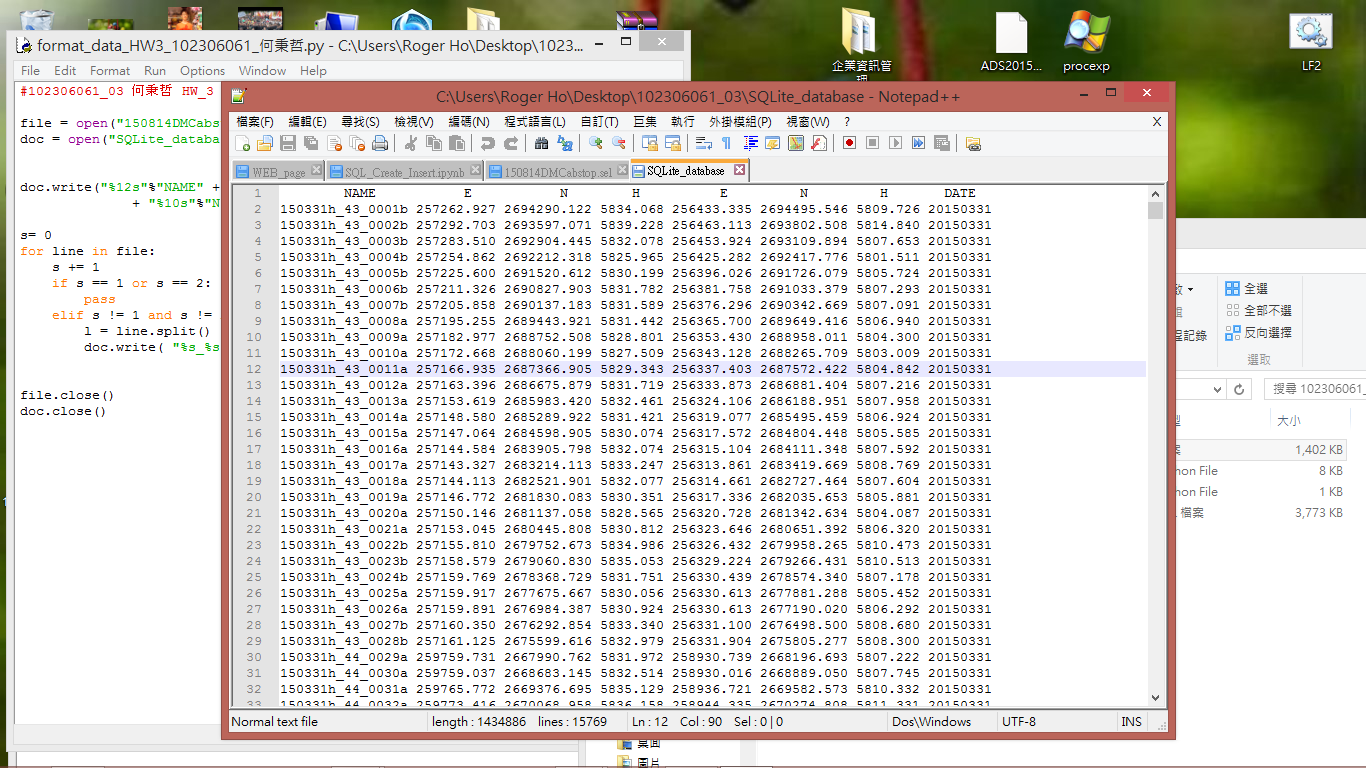 企業資訊管
理
ADS2015...
procexp
LF2
format_data_HW3_102306061_何秉哲.py - C:\Users\Roger Ho\Desktop\1023...
File Edit Format Run Options Window Help
#102306061_03 何秉哲 HW_3
file = open("150814DMCabst
doc = open("SQLite_databa
doc.write("%12s"%"NAME" +
+ "%10s"%"N
s= 0
for line in file:
s += 1
if s == 1 or s == 2:
pass
elif s != 1 and s !=
l = line.split()
doc.write( "%s_%s
file.close()
doc.close()
C:\Users\Roger Ho\Desktop\102306061_03\SQLite_database - Notepad++
檔案(F) 編輯(E) 尋找(S) 檢視(V) 編碼(N) 程式語言(L) 自訂(T) 巨集 執行 外掛模組(P) 視窗(W) ? X
WEB_page SQL_Create_Insert.ipynb 150814DMCabstop.sel SQLite_database
1 NAME E N H E N H DATE
2 150331h_43_0001b 257262.927 2694290.122 5834.068 256433.335 2694495.546 5809.726 20150331
3 150331h_43_0002b 257292.703 2693597.071 5839.228 256463.113 2693802.508 5814.840 20150331
4 150331h_43_0003b 257283.510 2692904.445 5832.078 256453.924 2693109.894 5807.653 20150331
5 150331h_43_0004b 257254.862 2692212.318 5825.965 256425.282 2692417.776 5801.511 20150331
6 150331h_43_0005b 257225.600 2691520.612 5830.199 256396.026 2691726.079 5805.724 20150331
7 150331h_43_0006b 257211.326 2690827.903 5831.782 256381.758 2691033.379 5807.293 20150331
8 150331h_43_0007b 257205.858 2690137.183 5831.589 256376.296 2690342.669 5807.091 20150331
9 150331h_43_0008a 257195.255 2689443.921 5831.442 256365.700 2689649.416 5806.940 20150331
10 150331h_43_0009a 257182.977 2688752.508 5828.801 256353.430 2688958.011 5804.300 20150331
11 150331h_43_0010a 257172.668 2688060.199 5827.509 256343.128 2688265.709 5803.009 20150331
12 150331h_43_0011a 257166.935 2687366.905 5829.343 256337.403 2687572.422 5804.842 20150331
13 150331h_43_0012a 257163.396 2686675.879 5831.719 256333.873 2686881.404 5807.216 20150331
14 150331h_43_0013a 257153.619 2685983.420 5832.461 256324.106 2686188.951 5807.958 20150331
15 150331h_43_0014a 257148.580 2685289.922 5831.421 256319.077 2685495.459 5806.924 20150331
16 150331h_43_0015a 257147.064 2684598.905 5830.074 256317.572 2684804.448 5805.585 20150331
17 150331h_43_0016a 257144.584 2683905.798 5832.074 256315.104 2684111.348 5807.592 20150331
18 150331h_43_0017a 257143.327 2683214.113 5833.247 256313.861 2683419.669 5808.769 20150331
19 150331h_43_0018a 257144.113 2682521.901 5832.077 256314.661 2682727.464 5807.604 20150331
20 150331h_43_0019a 257146.772 2681830.083 5830.351 256317.336 2682035.653 5805.881 20150331
21 150331h_43_0020a 257150.146 2681137.058 5828.565 256320.728 2681342.634 5804.087 20150331
22 150331h_43_0021a 257153.045 2680445.808 5830.812 256323.646 2680651.392 5806.320 20150331
23 150331h_43_0022b 257155.810 2679752.673 5834.986 256326.432 2679958.265 5810.473 20150331
24 150331h_43_0023b 257158.579 2679060.830 5835.053 256329.224 2679266.431 5810.513 20150331
25 150331h_43_0024b 257159.769 2678368.729 5831.751 256330.439 2678574.340 5807.178 20150331
26 150331h_43_0025a 257159.917 2677675.667 5830.056 256330.613 2677881.288 5805.452 20150331
27 150331h_43_0026a 257159.891 2676984.387 5830.924 256330.613 2677190.020 5806.292 20150331
28 150331h_43_0027b 257160.350 2676292.854 5833.340 256331.100 2676498.500 5808.680 20150331
29 150331h_43_0028b 257161.125 2675599.616 5832.979 256331.904 2675805.277 5808.300 20150331
30 150331h_44_0029a 259759.731 2667990.762 5831.972 258930.739 2668196.693 5807.222 20150331
31 150331h_44_0030a 259759.037 2668683.145 5832.514 258930.016 2668889.050 5807.745 20150331
32 150331h_44_0031a 259765.772 2669376.695 5835.129 258936.721 2669582.573 5810.332 20150331
33 150331h_44_0032a 259773.416 2670068.958 5836.158 258944.335 2670274.808 5811.331 20150331
Normal text file length : 1434886 lines : 15769 Ln : 12 Col : 90 Sel : 0 | 0 Dos\Windows UTF-8 INS
全選
全部不選
程記錄 反向選擇
選取
搜尋 102306061_
型 大小
案 1,402 KB
hon File 8 KB
hon File 1 KB
檔案 3,773 KB
桌面
圖片